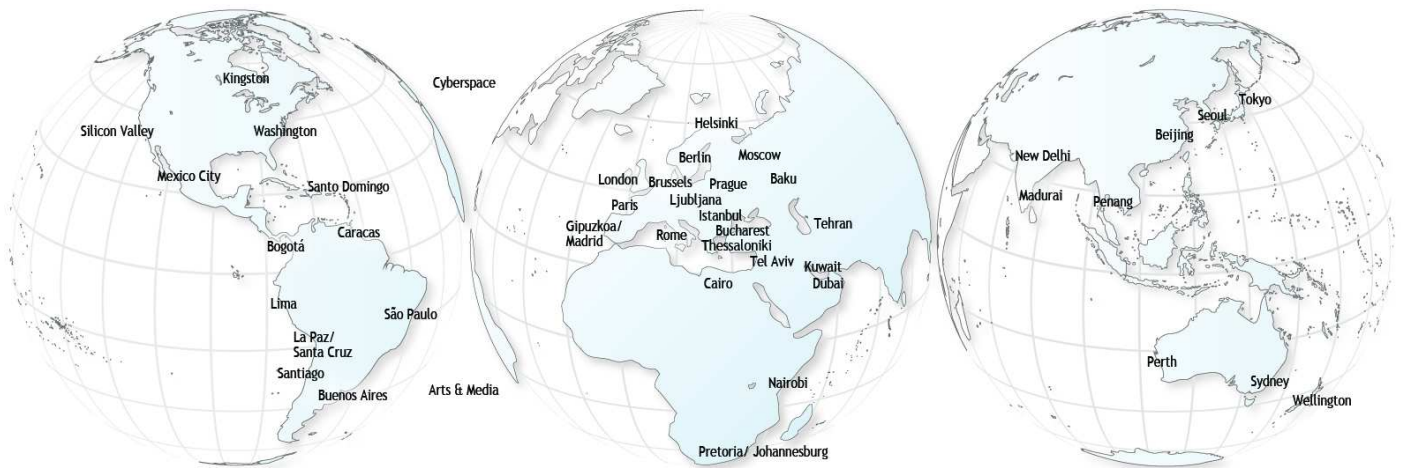 Kingston
Silicon Valley
Washington
Mexico City
Santo Domingo
Caracas
Bogotá
Lima
São Paulo
La Paz/
Santa Cruz
Santiago
Buenos Aires
Cyberspace
Arts & Media
Helsinki
Berlin
Moscow
London
Brussels
Prague
Baku
Paris
Ljubljana
Istanbul
Gipuzkoa/
Madrid
Rome
Bucharest
Tehran
Thessaloniki
Tel Aviv
Kuwait
Cairo
Dubai
Nairobi
Pretoria/ Johannesburg
Tokyo
Seoul
Beijing
New Delhi
Madurai
Penang
Perth
Sydney
Wellington